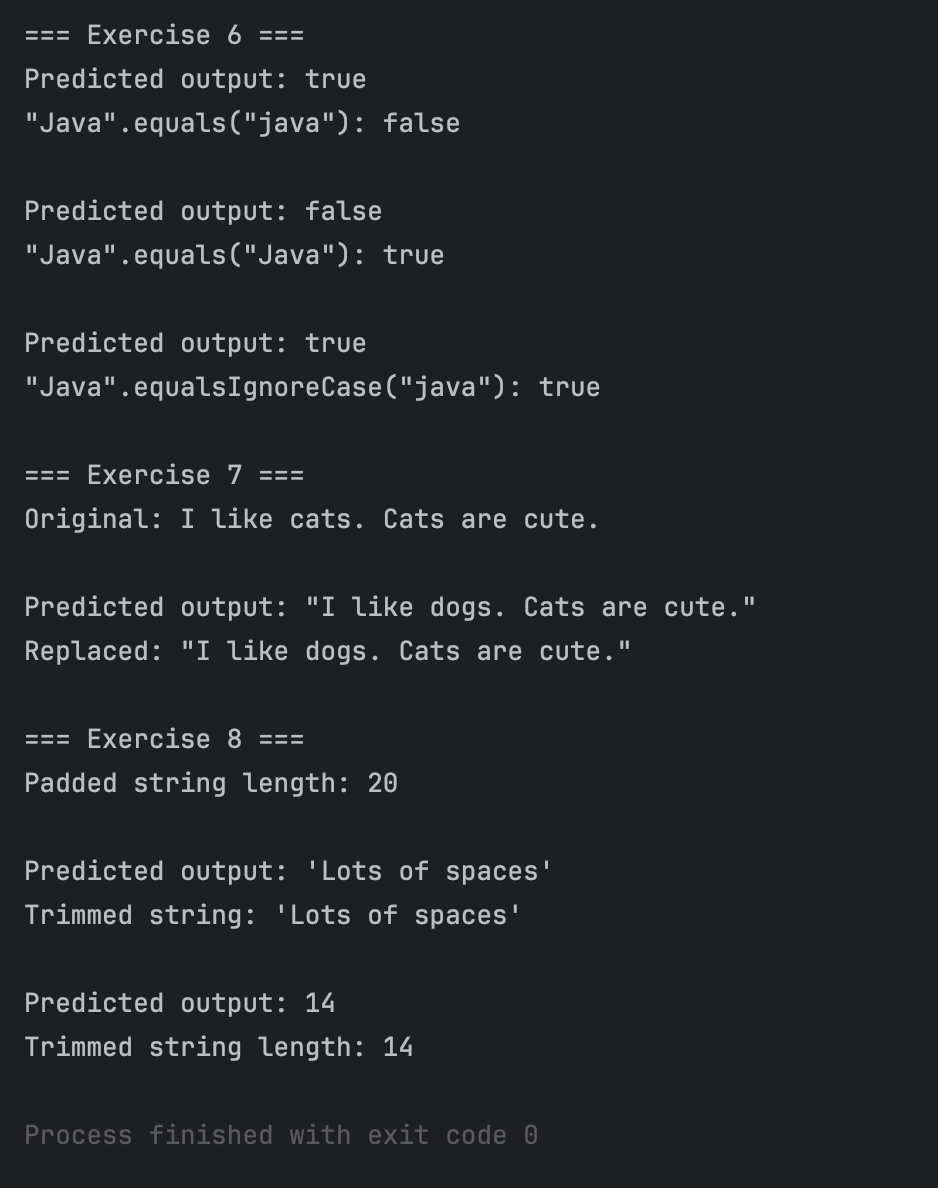 === Exercise 6 ===
Predicted output: true
"Java".equals("java"): false
Predicted output: false
"Java".equals("Java"): true
Predicted output: true
"Java".equalsIgnoreCase("java"): true
=== Exercise 7 ===
Original: I like cats. Cats are cute.
Predicted output: "I like dogs. Cats are cute."
Replaced: "I like dogs. Cats are cute."
=== Exercise 8 ===
Padded string length: 20
Predicted output: 'Lots of spaces'
Trimmed string: 'Lots of spaces'
Predicted output: 14
Trimmed string length: 14
Process finished with exit code 0